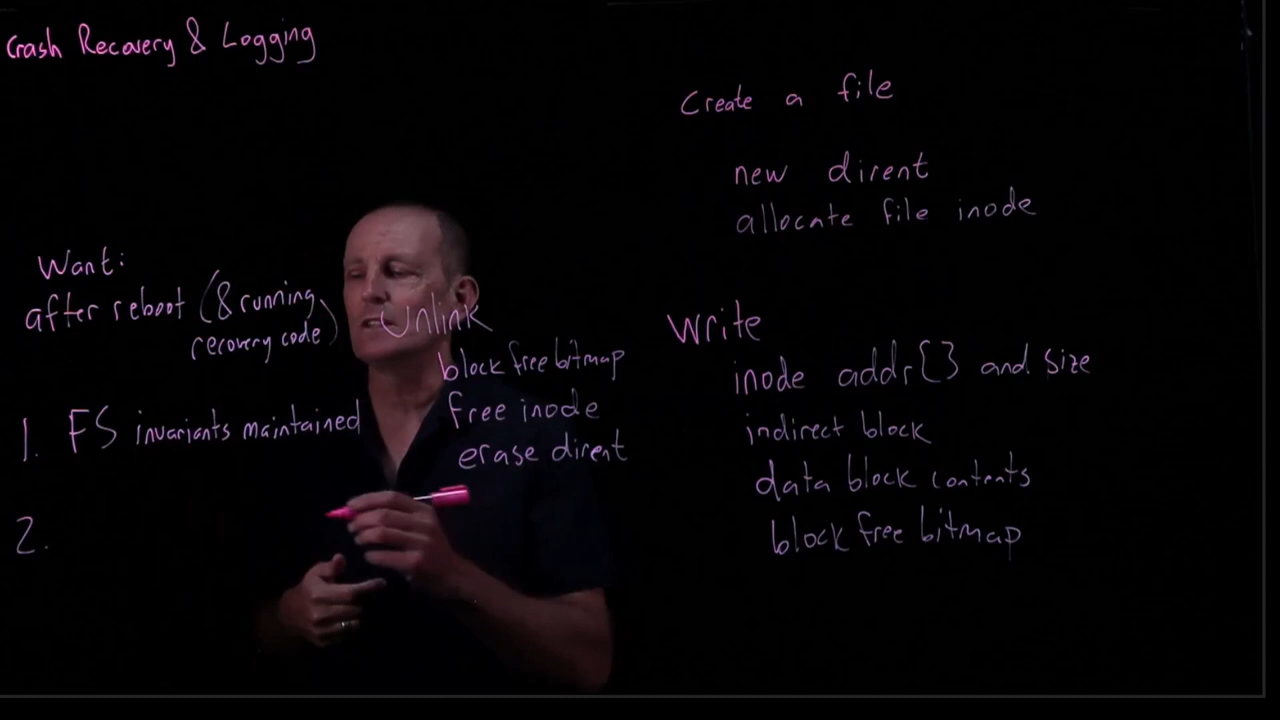 Crash Recovery & Logging
Want:
after reboot (& running
recovery code)
1. FS invariants maintained
2.
Unlink
block free bitmap
free inode
erase dirent
Create a file
new dirent
allocate file inode
Write
inode addr[] and size
indirect block
data block contents
block free bitmap